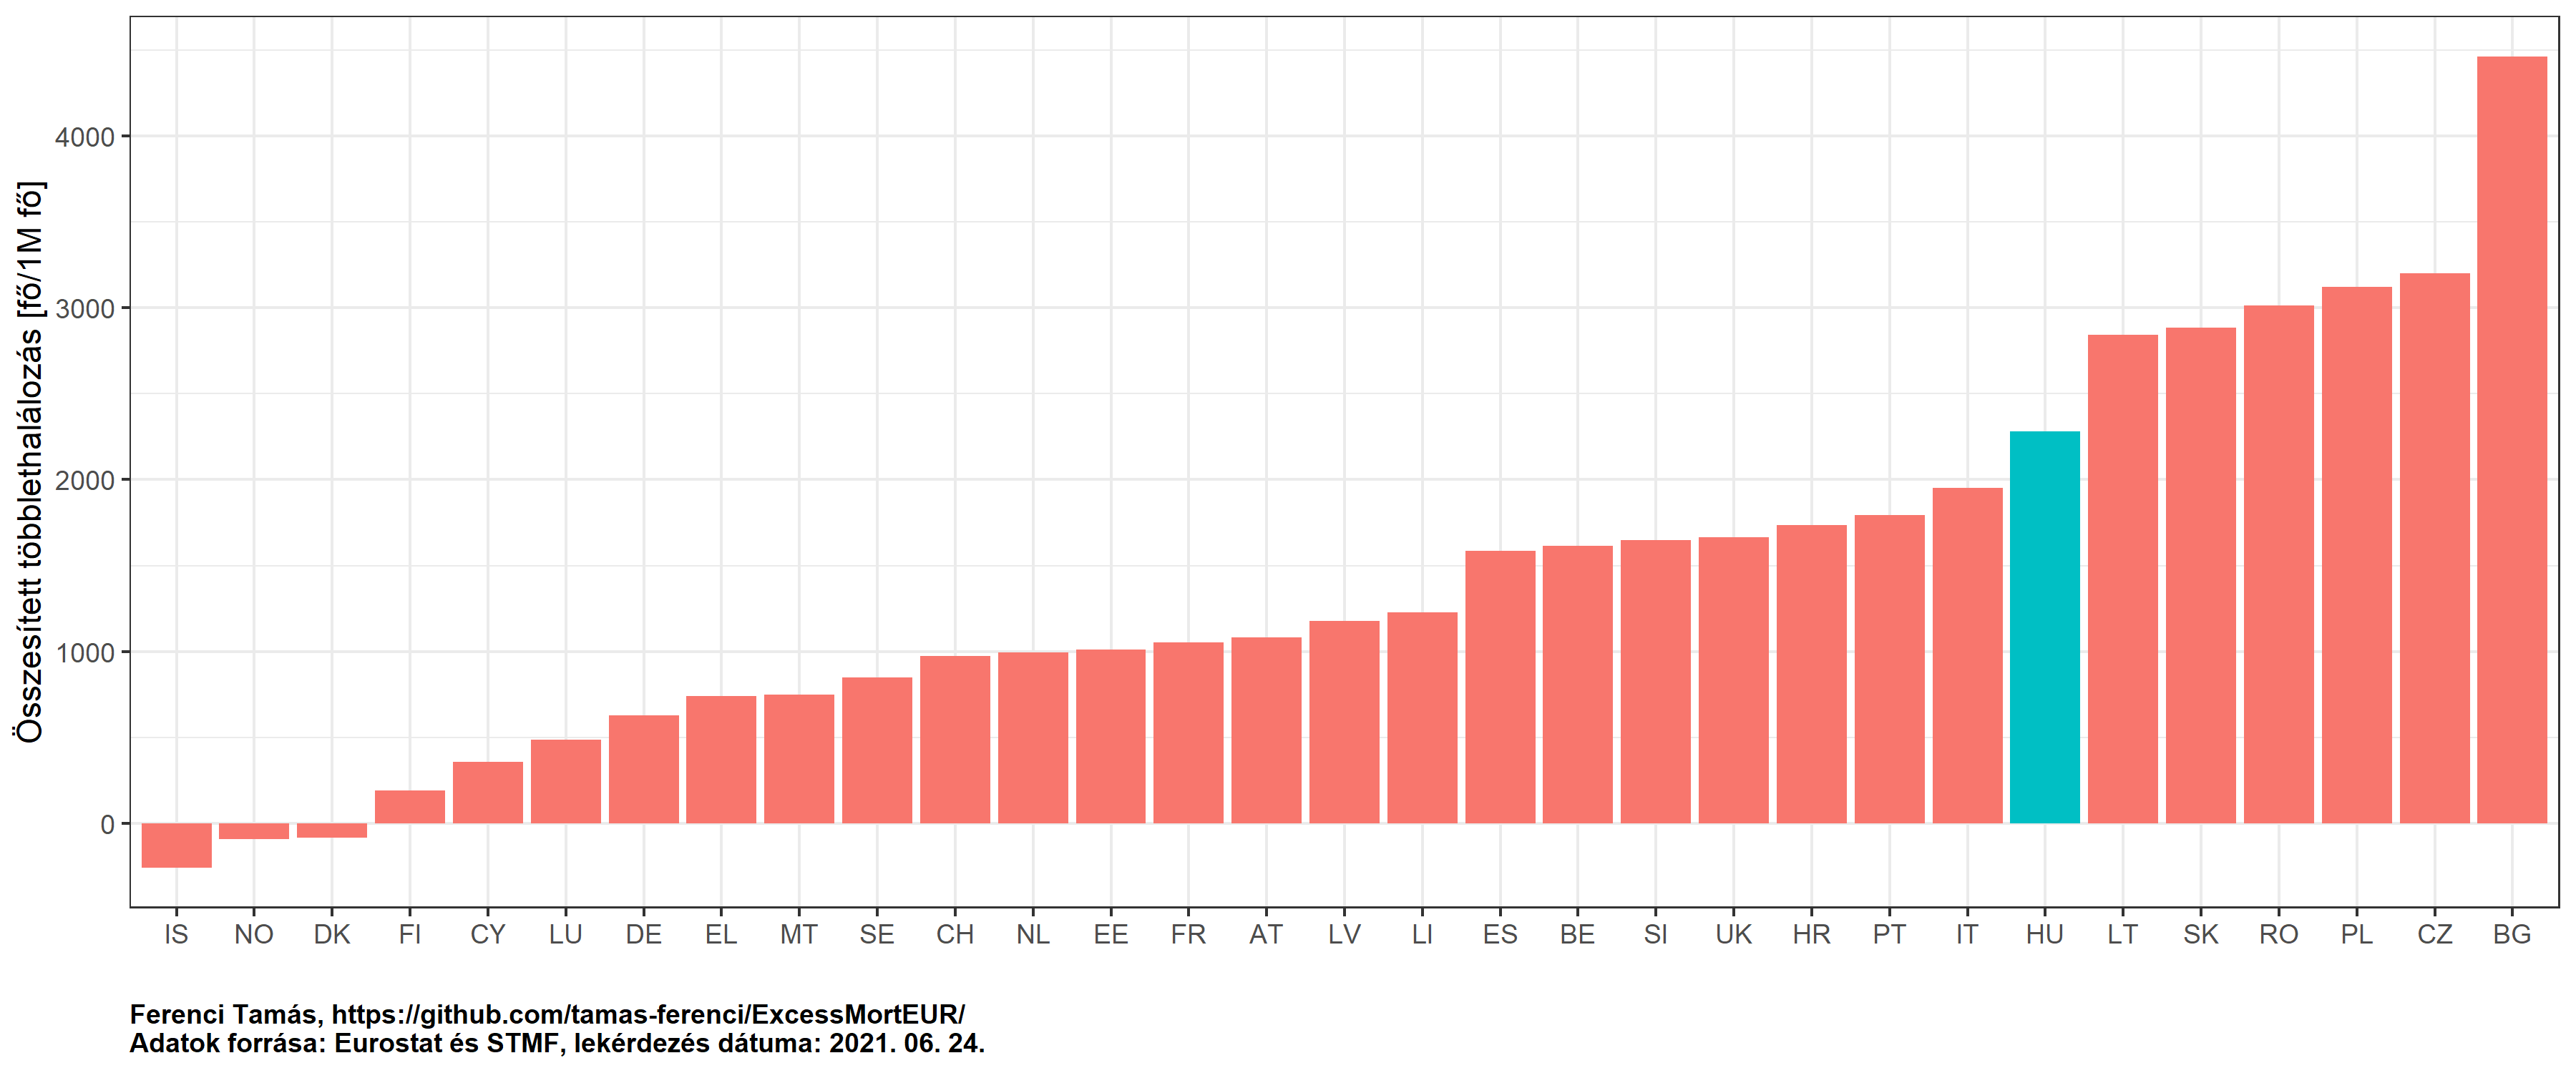 Összesített többlethalálozás [fő/1M fő]
4000
3000
2000
1000
0
IS NO DK FI CY LU DE EL MT SE CH NL EE FR AT LV LI ES BE SI UK HR PT IT HU LT SK RO PL CZ BG
Ferenci Tamás, https://github.com/tamas-ferenci/ExcessMortEUR/
Adatok forrása: Eurostat és STMF, lekérdezés dátuma: 2021. 06. 24.